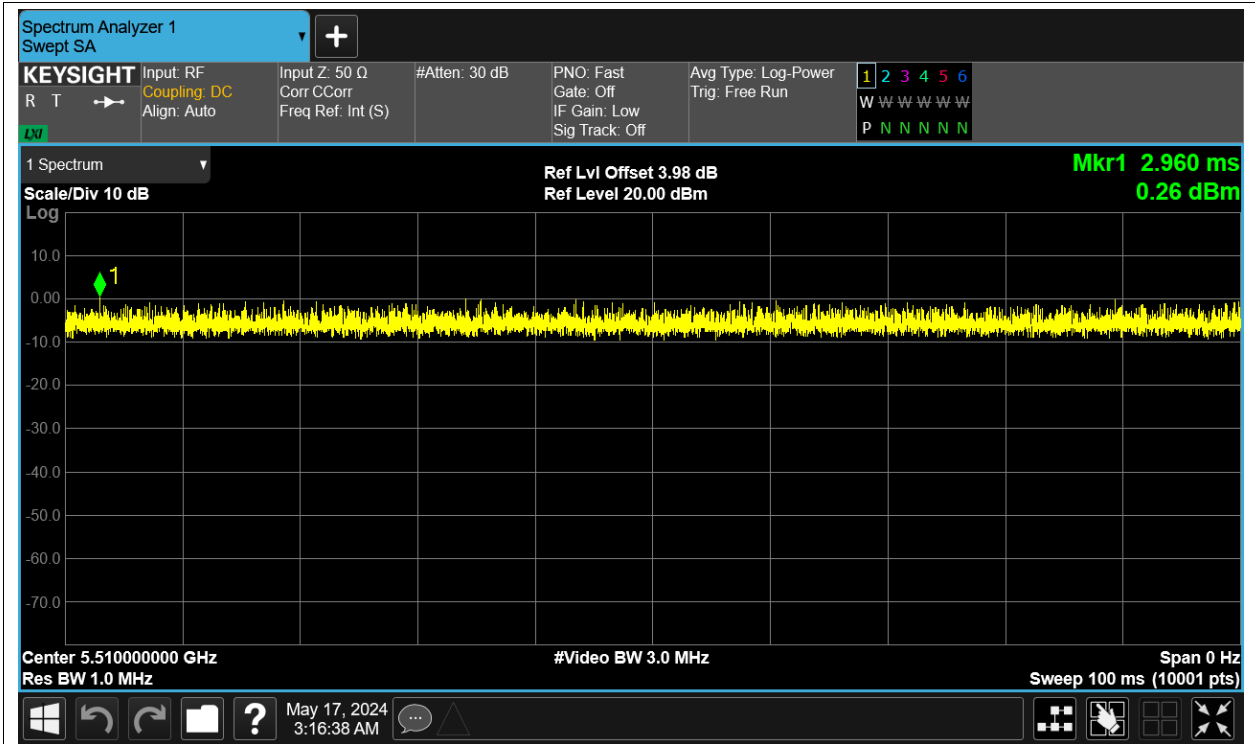 Spectrum Analyzer 1
Swept SA
KEYSIGHT
R T
LXI
Input: RF
Coupling: DC
Align: Auto
Input Z: 50 Ω
Corr CCorr
Freq Ref: Int (S)
#Atten: 30 dB
PNO: Fast
Gate: Off
IF Gain: Low
Sig Track: Off
Avg Type: Log-Power
Trig: Free Run
1 2 3 4 5 6
W W W W W W
P N N N N N
1 Spectrum
Scale/Div 10 dB
Log
Ref Lvl Offset 3.98 dB
Ref Level 20.00 dBm
Mkr1 2.960 ms
0.26 dBm
10.0
1
0.00
-10.0
-20.0
-30.0
-40.0
-50.0
-60.0
-70.0
Center 5.510000000 GHz
#Video BW 3.0 MHz
Span 0 Hz
Res BW 1.0 MHz
Sweep 100 ms (10001 pts)
?
May 17, 2024
3:16:38 AM